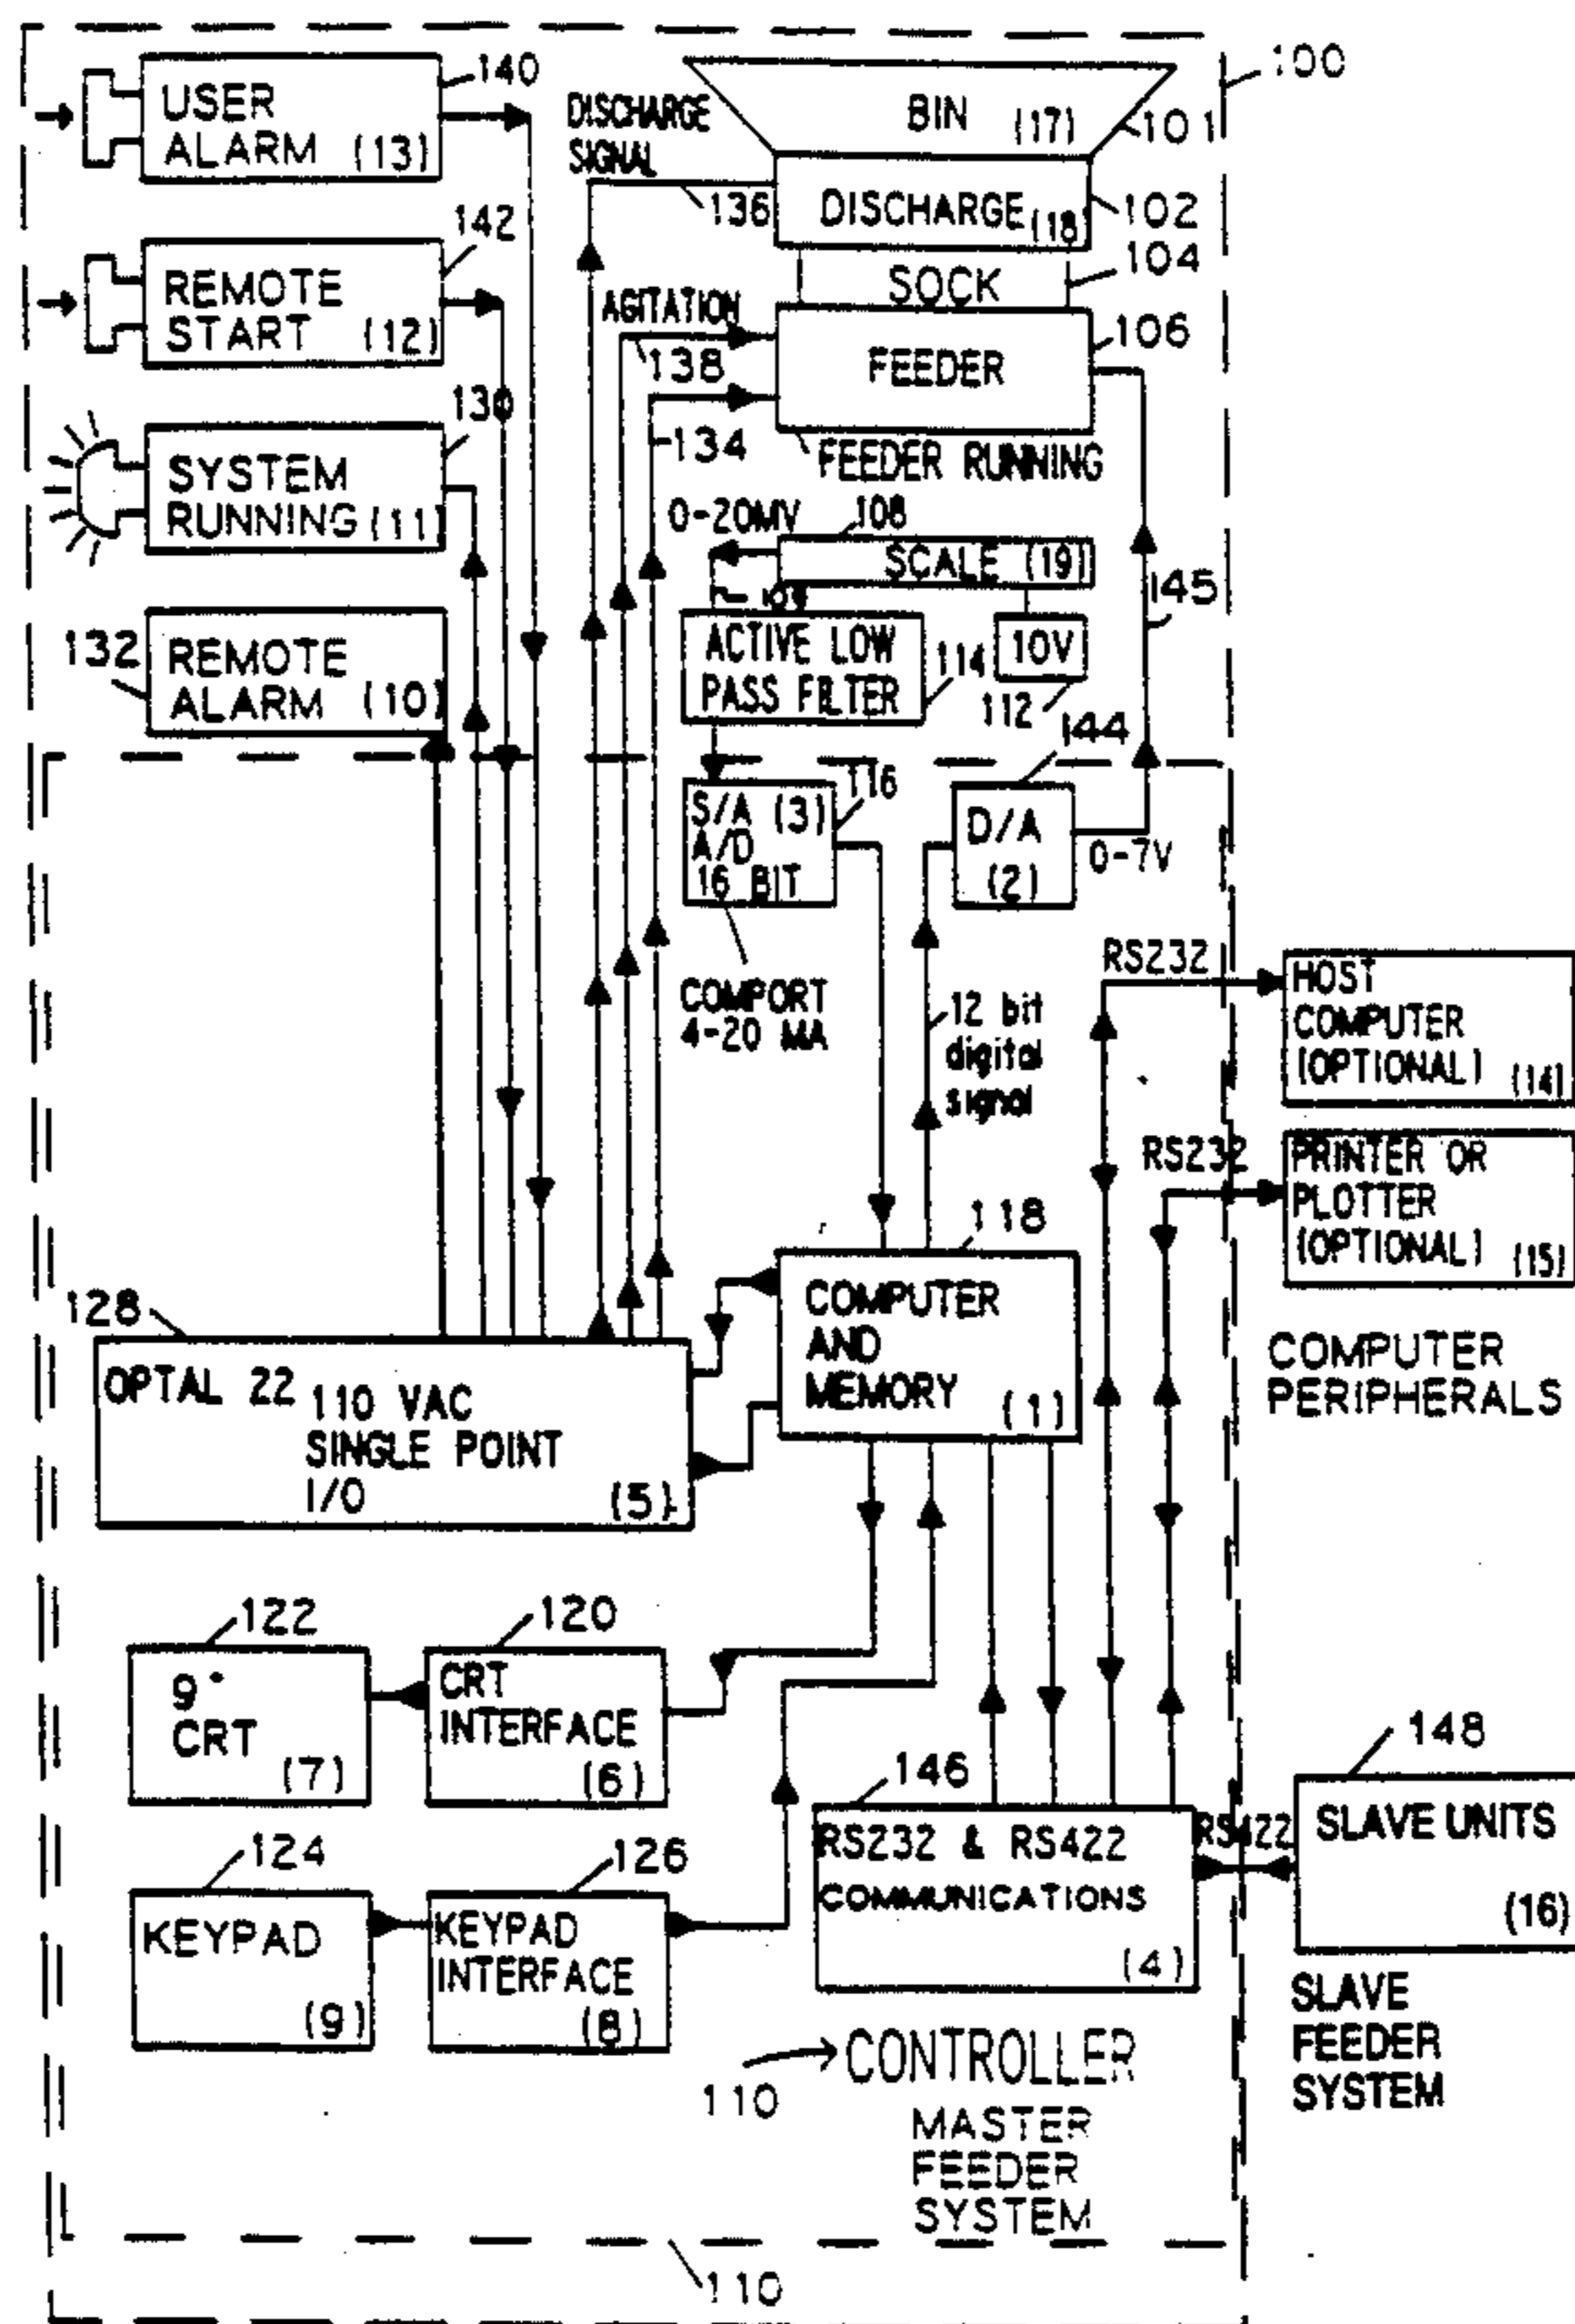 100
USER
ALARM (13)
140
REMOTE
START (12)
142
SYSTEM
RUNNING (11)
130
REMOTE
ALARM (10)
132
DISCHARGE
SIGNAL
136
BIN (17)
101
DISCHARGE (18)
102
SOCK
104
AGITATION
138
134
FEEDER
106
FEEDER RUNNING
0-20MV
108
SCALE (19)
109
ACTIVE LOW
PASS FILTER
114
10V
112
145
144
S/A (3)
A/D
16 BIT
116
D/A
(2)
0-7V
COMPORT
4-20 MA
12 bit
digital
signal
RS232
HOST
COMPUTER
(OPTIONAL) (14)
RS232
PRINTER OR
PLOTTER
(OPTIONAL) (15)
COMPUTER
PERIPHERALS
118
COMPUTER
AND
MEMORY (1)
128
OPTAL 22 110 VAC
SINGLE POINT
I/O (5)
122
9"
CRT
(7)
120
CRT
INTERFACE
(6)
124
KEYPAD
(9)
126
KEYPAD
INTERFACE
(8)
146
RS232 & RS422
COMMUNICATIONS
(4)
RS422
148
SLAVE UNITS
(16)
SLAVE
FEEDER
SYSTEM
110
CONTROLLER
MASTER
FEEDER
SYSTEM
110